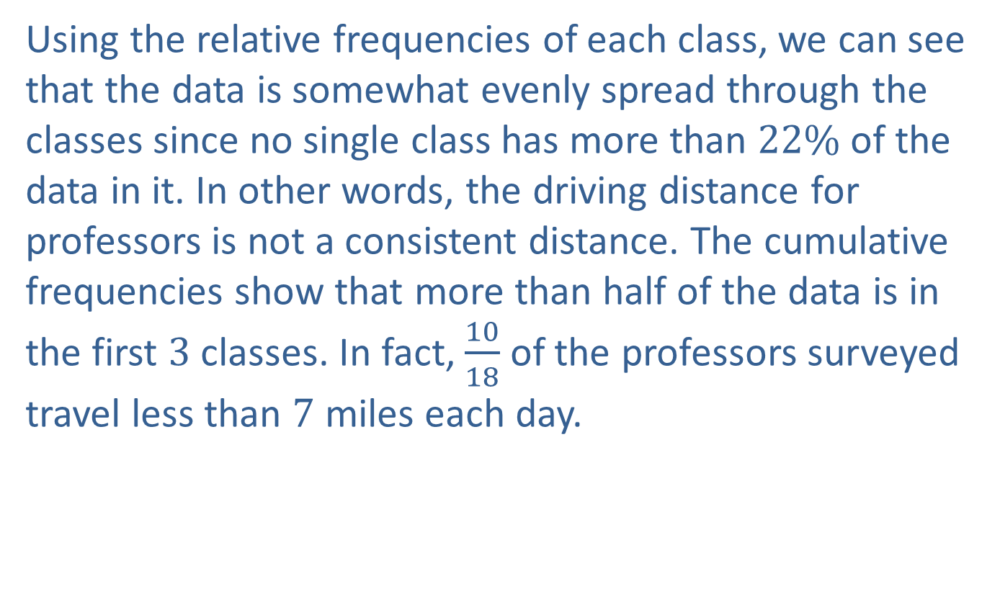 Using the relative frequencies of each class, we can see
that the data is somewhat evenly spread through the
classes since no single class has more than 22% of the
data in it. In other words, the driving distance for
professors is not a consistent distance. The cumulative
frequencies show that more than half of the data is in
the first 3 classes. In fact, 10/18 of the professors surveyed
travel less than 7 miles each day.